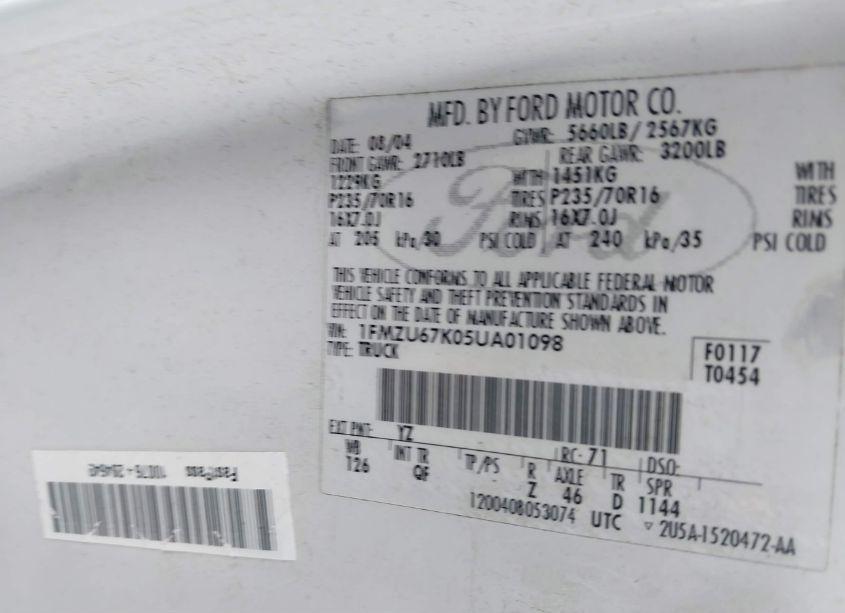 MFD. BY FORD MOTOR CO.
DATE: 08/04 GVWR: 5660LB/ 2567KG
FRONT GAWR: 2710LB REAR GAWR: 3200LB
1229KG WITH 1451KG WITH
P235/70R16 TIRES P235/70R16 TIRES
16X7.0J RIMS 16X7.0J RIMS
AT 205 kPa/30 PSI COLD AT 240 kPa/35 PSI COLD
Ford
THIS VEHICLE CONFORMS TO ALL APPLICABLE FEDERAL MOTOR
VEHICLE SAFETY AND THEFT PREVENTION STANDARDS IN
EFFECT ON THE DATE OF MANUFACTURE SHOWN ABOVE.
VIN: 1FMZU67K05UA01098
TYPE: TRUCK
F0117
T0454
EXT PNT: YZ RC: 71 DSO:
WB INT TR TP/PS R AXLE TR SPR
126 QF Z 46 D 1144
1200408053074 UTC ▽ 2U5A-1520472-AA
FastPass